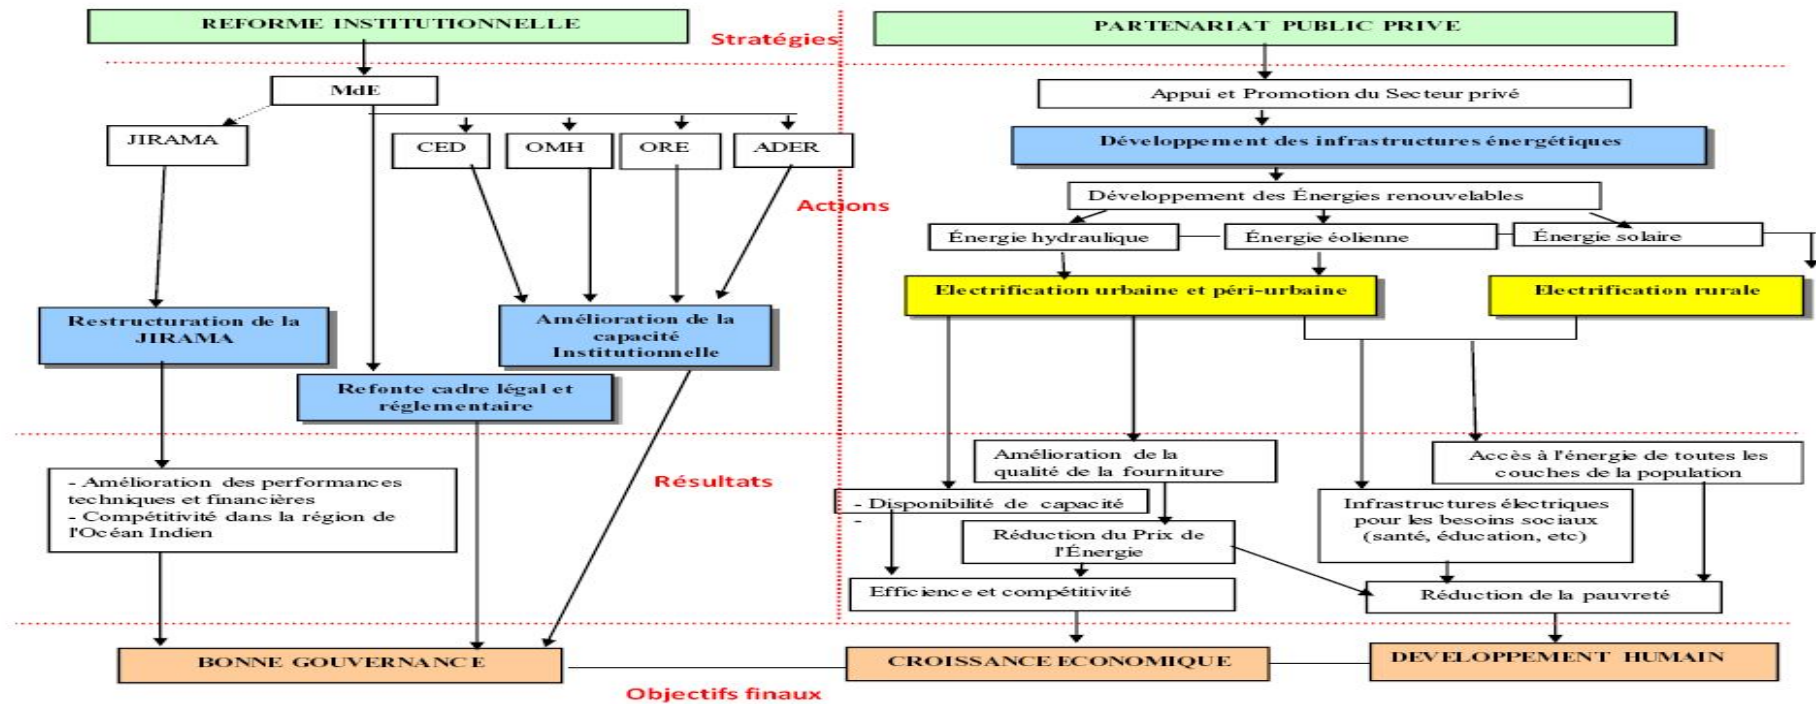 REFORME INSTITUTIONNELLE
PARTENARIAT PUBLIC PRIVE
Stratégies
MdE
Appui et Promotion du Secteur privé
JIRAMA
CED
OMH
ORE
ADER
Développement des infrastructures énergétiques
Développement des Énergies renouvelables
Actions
Énergie hydraulique
Énergie éolienne
Énergie solaire
Electrification urbaine et péri-urbaine
Electrification rurale
Restructuration de la
JIRAMA
Amélioration de la
capacité
Institutionnelle
Refonte cadre légal et
réglementaire
- Amélioration des performances
techniques et financières
- Compétitivité dans la région de
l'Océan Indien
Résultats
Amélioration de la
qualité de la fourniture
Accès à l'énergie de toutes les
couches de la population
- Disponibilité de capacité
-
Infrastructures électriques
pour les besoins sociaux
(santé, éducation, etc)
Réduction du Prix de
l'Énergie
Efficience et compétitivité
Réduction de la pauvreté
BONNE GOUVERNANCE
CROISSANCE ECONOMIQUE
DEVELOPPEMENT HUMAIN
Objectifs finaux